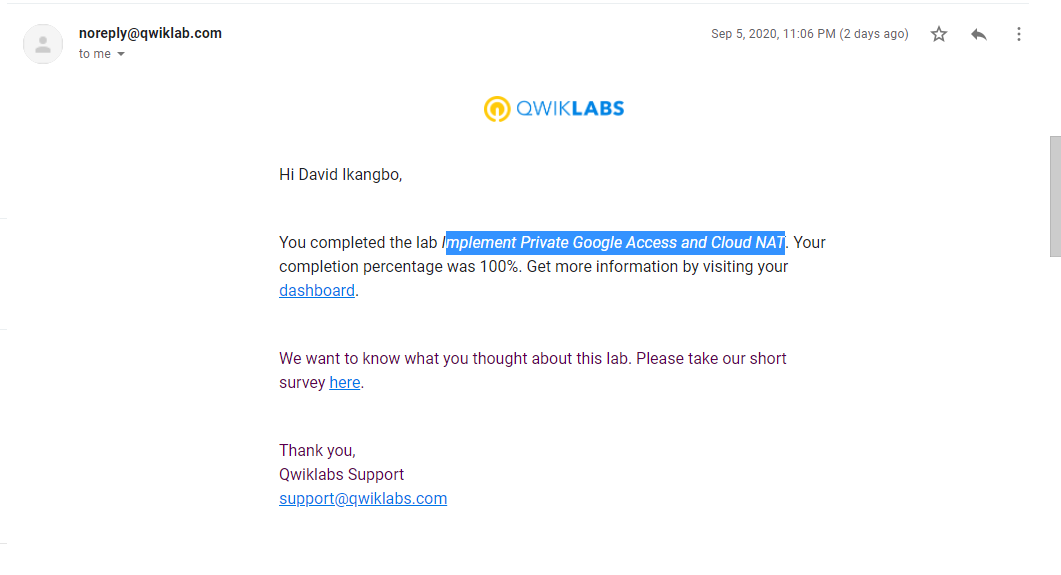 noreply@qwiklab.com
Sep 5, 2020, 11:06 PM (2 days ago)
to me
QWIKLABS
Hi David Ikangbo,
You completed the lab Implement Private Google Access and Cloud NAT. Your
completion percentage was 100%. Get more information by visiting your
dashboard.
We want to know what you thought about this lab. Please take our short
survey here.
Thank you,
Qwiklabs Support
support@qwiklabs.com